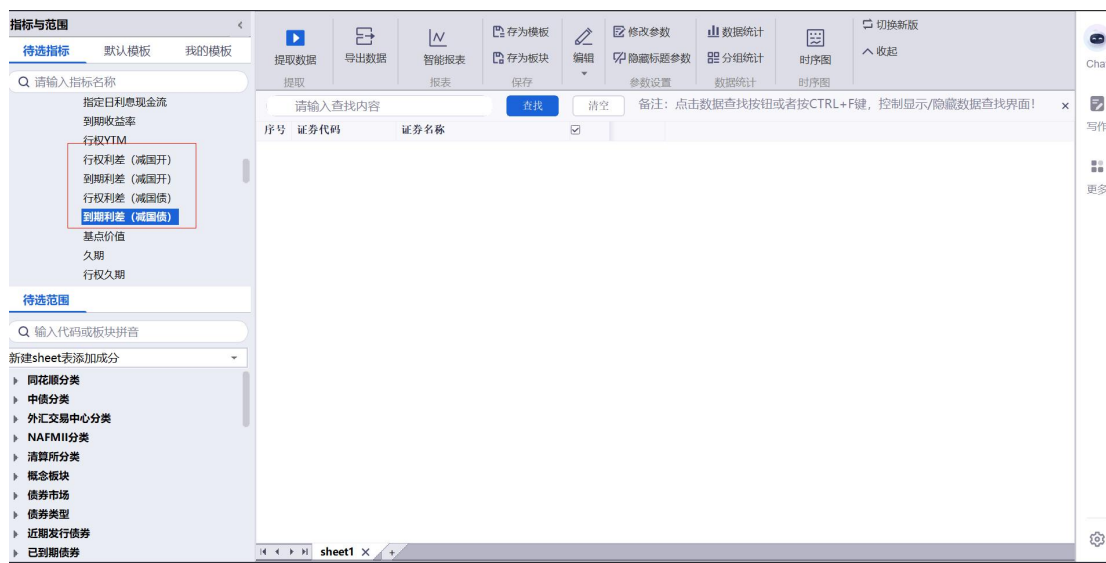 指标与范围
待选指标 默认模板 我的模板
请输入指标名称
指定日利息现金流
到期收益率
行权YTM
行权利差（减国开）
到期利差（减国开）
行权利差（减国债）
到期利差（减国债）
基点价值
久期
行权久期
待选范围
输入代码或板块拼音
新建sheet表添加成分
同花顺分类
中债分类
外汇交易中心分类
NAFMII分类
清算所分类
概念板块
债券市场
债券类型
近期发行债券
已到期债券
提取数据 导出数据 智能报表 存为模板 编辑 修改参数 数据统计 时序图 切换新版
存为板块 隐藏标题参数 分组统计 收起
提取 报表 保存 参数设置 数据统计 时序图
请输入查找内容 查找 清空 备注：点击数据查找按钮或者按CTRL+F键，控制显示/隐藏数据查找界面！ ×
序号 证券代码 证券名称
sheet1 × +
Cha
写作
更多